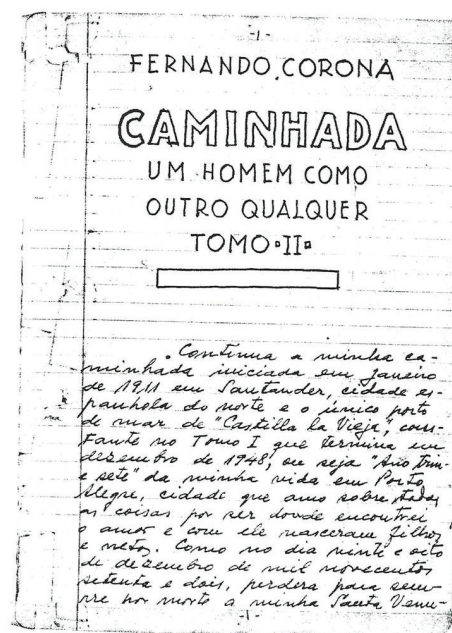 -1-
FERNANDO CORONA
CAMINHADA
UM HOMEM COMO
OUTRO QUALQUER
TOMO II
Continua a minha ca-
minhada iniciada em janeiro
de 1911 em Santander, cidade es-
panhola do norte e o único porto
de mar de "Castilla la Vieja", cons-
tante no Tomo I que termina em
dezembro de 1948, ou seja "Ano Trin-
e sete" da minha vida em Porto
Alegre, cidade que amo sobre todas
as coisas por ser donde encontrei
o amor e com ele nasceram filhos
e netos. Como no dia vinte e oito
de dezembro de mil novecentos
setenta e dois, perdera para sem-
pre por morte a minha Santa
-1-